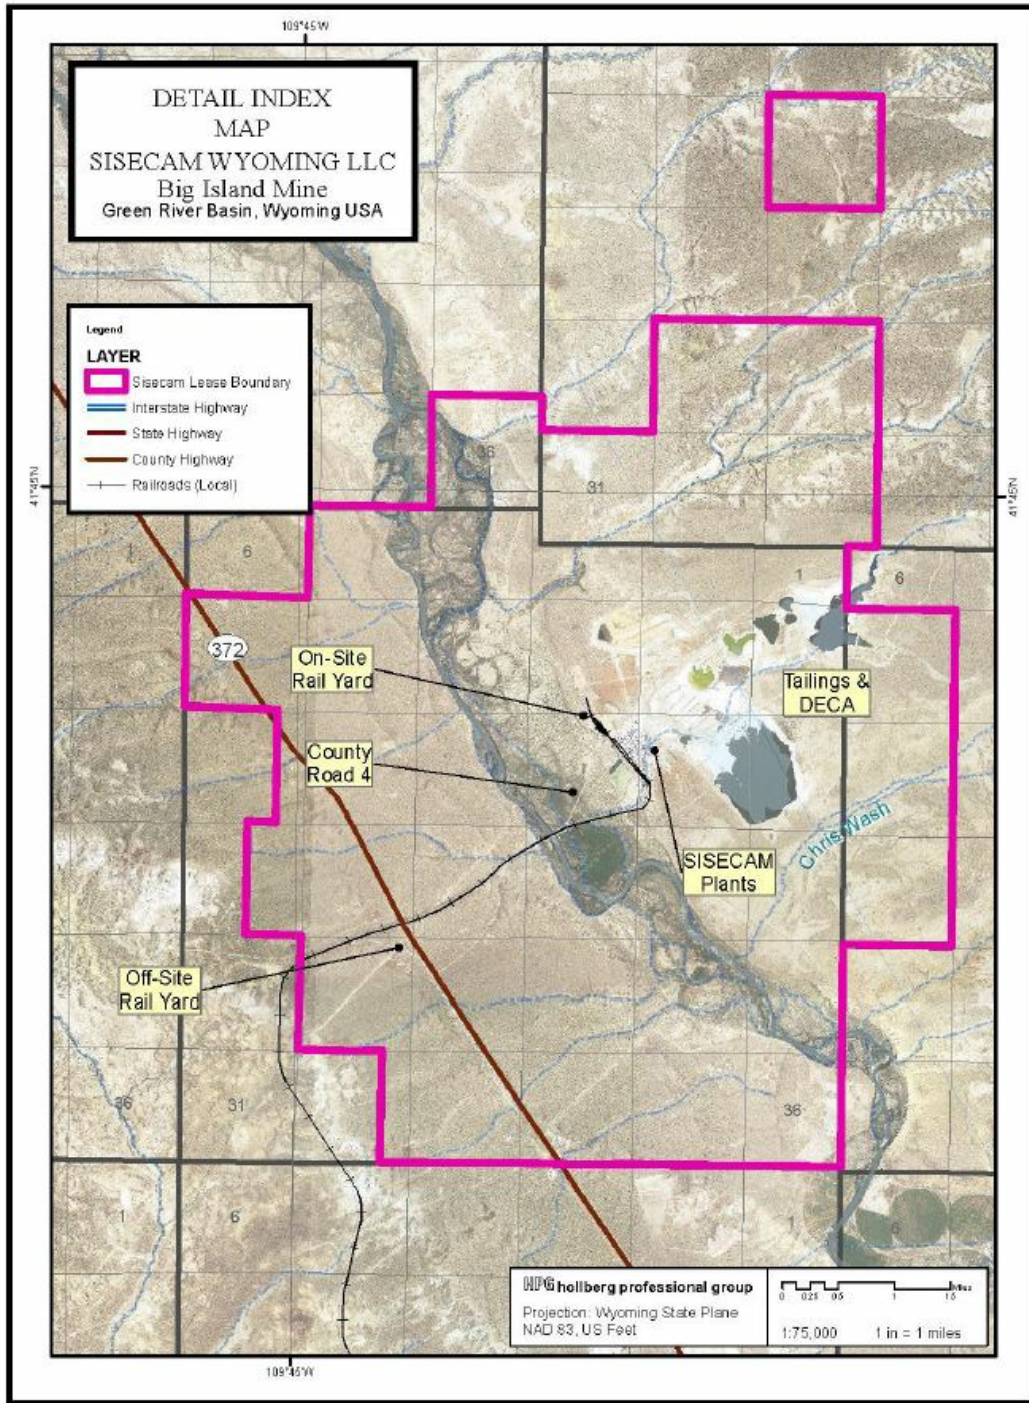 109°45'W
DETAIL INDEX
MAP
SISECAM WYOMING LLC
Big Island Mine
Green River Basin, Wyoming USA
Legend
LAYER
Sisecam Lease Boundary
Interstate Highway
State Highway
County Highway
Railroads (Local)
41°45'N
41°45'N
36
31
1
6
1
6
372
On-Site
Rail Yard
Tailings &
DECA
County
Road 4
Chris Wash
SISECAM
Plants
Off-Site
Rail Yard
36
31
36
31
1
6
1
6
HPG hollberg professional group
Projection: Wyoming State Plane
NAD 83, US Feet
Miles
0 0.25 0.5 1 1.5
1:75,000 1 in = 1 miles
109°45'W